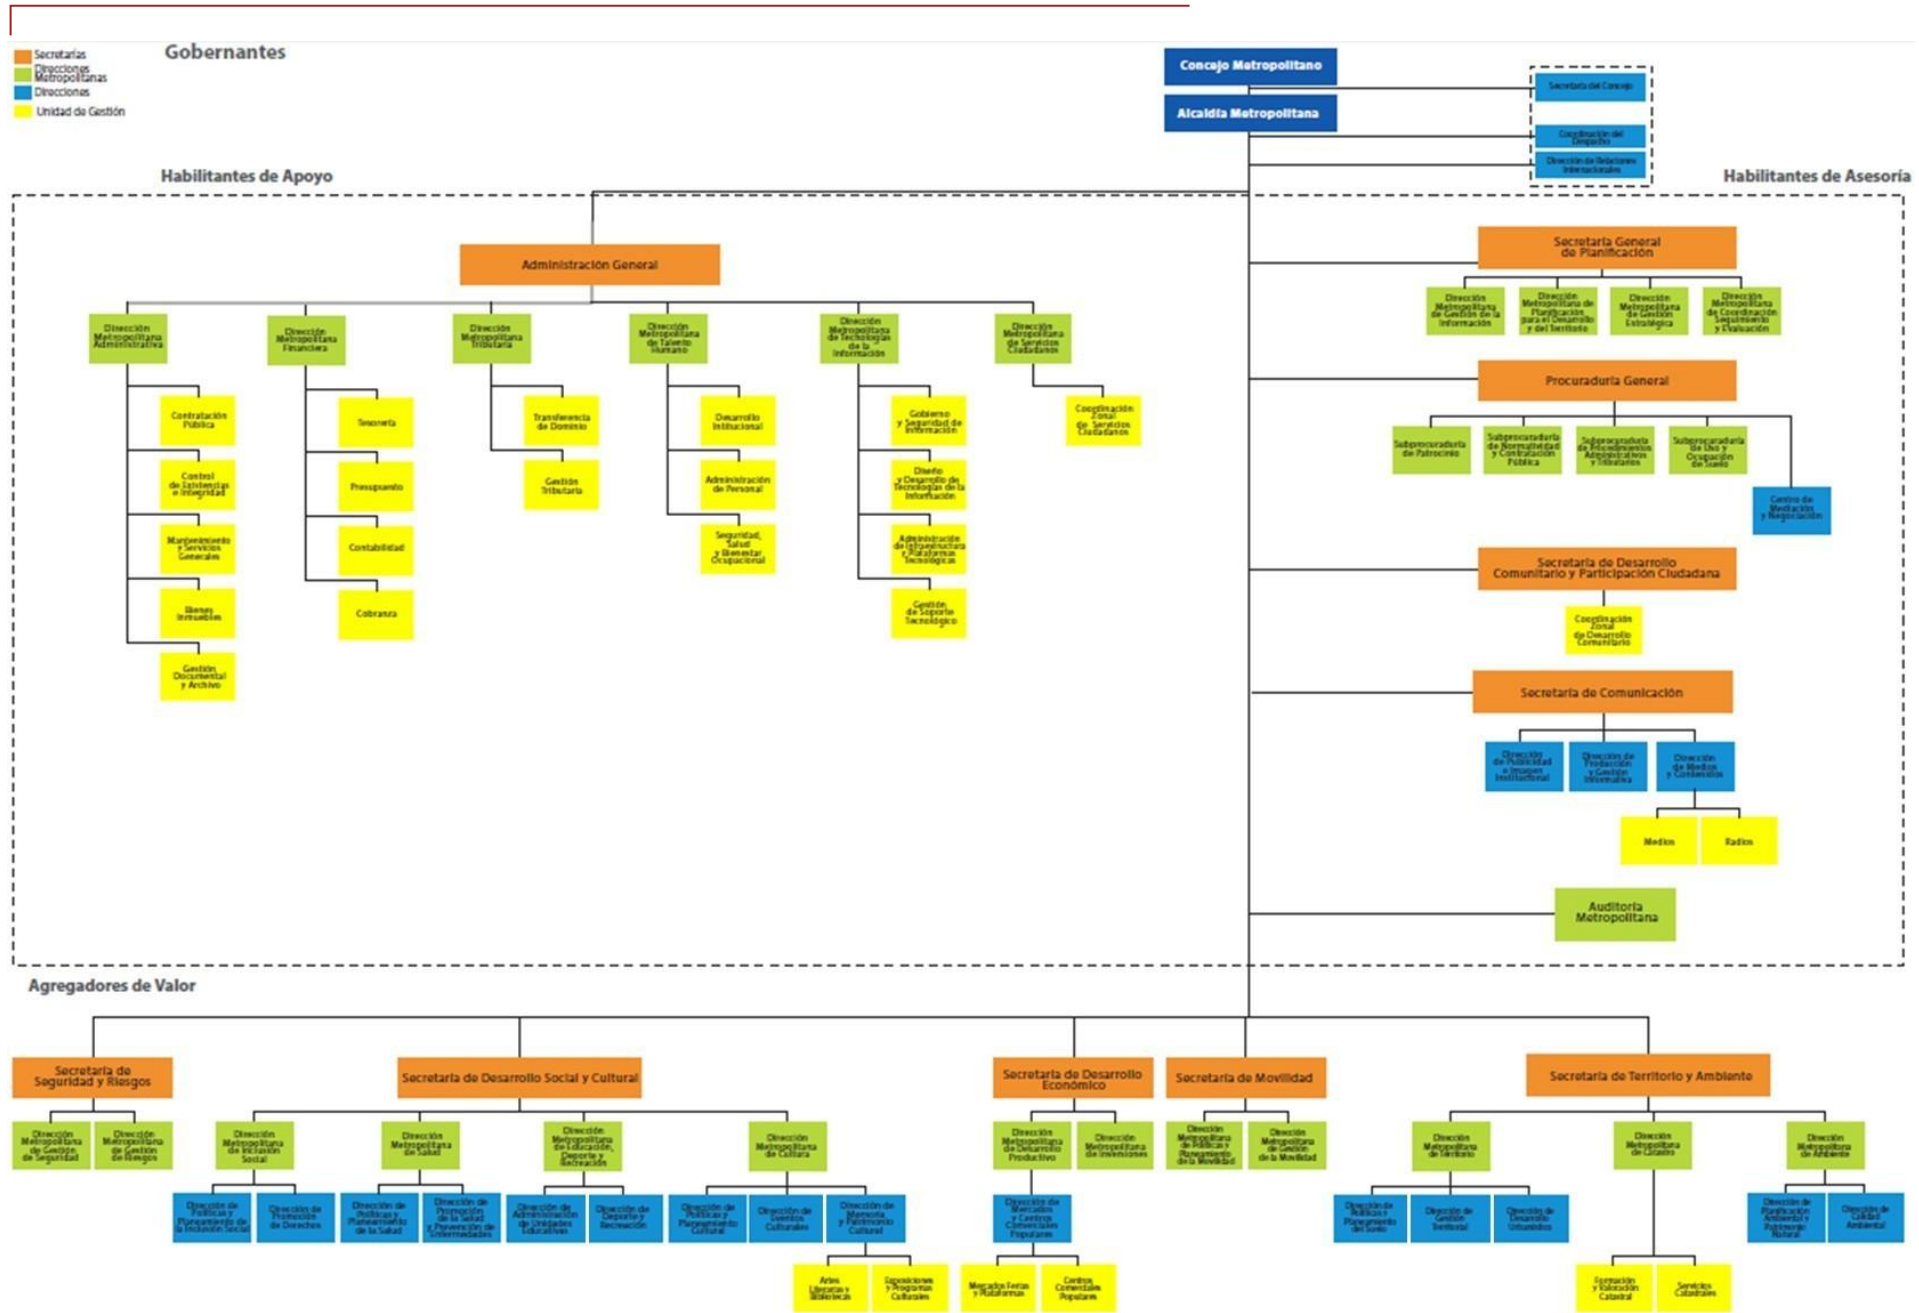 Gobernantes
Secretarías
Direcciones
Metropolitanas
Direcciones
Unidad de Gestión
Concejo Metropolitano
Alcaldía Metropolitana
Secretaría del Concejo
Coordinación del
Despacho
Dirección de Relaciones
Internacionales
Habilitantes de Apoyo
Habilitantes de Asesoría
Administración General
Dirección
Metropolitana
Administrativa
Dirección
Metropolitana
Financiera
Dirección
Metropolitana
Tributaria
Dirección
Metropolitana
de Talento
Humano
Dirección
Metropolitana
de Tecnologías
de la
Información
Dirección
Metropolitana
de Servicios
Ciudadanos
Contratación
Pública
Control
de Existencias
e Integridad
Mantenimiento
y Servicios
Generales
Bienes
Inmuebles
Gestión
Documental
y Archivo
Tesorería
Presupuesto
Contabilidad
Cobranza
Transferencia
de Dominio
Gestión
Tributaria
Desarrollo
Intitucional
Administración
de Personal
Seguridad,
Salud
y Bienestar
Ocupacional
Gobierno
y Seguridad de
Información
Diseño
y Desarrollo de
Tecnologías de la
Información
Administración
de Infraestructura
y Plataformas
Tecnológicas
Gestión
de Soporte
Tecnológico
Coordinación
Zonal
de Servicios
Ciudadanos
Secretaría General
de Planificación
Dirección
Metropolitana
de Gestión de la
Información
Dirección
Metropolitana de
Planificación
para el Desarrollo
y del Territorio
Dirección
Metropolitana
de Gestión
Estratégica
Dirección
Metropolitana
de Coordinación
Seguimiento
y Evaluación
Procuraduría General
Subprocuraduría
de Patrocinio
Subprocuraduría
de Normatividad
y Contratación
Pública
Subprocuraduría
de Procedimientos
Administrativos
y Tributarios
Subprocuraduría
de Uso y
Ocupación
de Suelo
Centro de
Mediación
y Negociación
Secretaría de Desarrollo
Comunitario y Participación Ciudadana
Coordinación
Zonal
de Desarrollo
Comunitario
Secretaría de Comunicación
Dirección
de Publicidad
e Imagen
Institucional
Dirección de
Producción
y Gestión
Informativa
Dirección
de Medios
y Contenidos
Medios
Radios
Auditoría
Metropolitana
Agregadores de Valor
Secretaría de
Seguridad y Riesgos
Dirección
Metropolitana
de Gestión
de Seguridad
Dirección
Metropolitana
de Gestión
de Riesgos
Secretaría de Desarrollo Social y Cultural
Dirección
Metropolitana
de Inclusión
Social
Dirección
Metropolitana
de Salud
Dirección
Metropolitana
de Educación,
Deporte y
Recreación
Dirección
Metropolitana
de Cultura
Dirección de
Políticas y
Planeamiento de
la Inclusión Social
Dirección de
Promoción
de Derechos
Dirección de
Políticas y
Planeamiento
de la Salud
Dirección de
Promoción
de la Salud
y Prevención de
Enfermedades
Dirección de
Administración
de Unidades
Educativas
Dirección de
Deporte y
Recreación
Dirección de
Políticas y
Planeamiento
Cultural
Dirección de
Eventos
Culturales
Dirección de
Memoria
y Patrimonio
Cultural
Artes
Literarias y
Bibliotecas
Exposiciones
y Programas
Culturales
Secretaría de Desarrollo
Económico
Dirección
Metropolitana
de Desarrollo
Productivo
Dirección
Metropolitana
de Inversiones
Dirección de
Mercados
y Centros
Comerciales
Populares
Mercados Ferias
y Plataformas
Centros
Comerciales
Populares
Secretaría de Movilidad
Dirección
Metropolitana
de Políticas y
Planeamiento
de la Movilidad
Dirección
Metropolitana
de Gestión
de la Movilidad
Secretaría de Territorio y Ambiente
Dirección
Metropolitana
de Territorio
Dirección
Metropolitana
de Catastro
Dirección
Metropolitana
de Ambiente
Dirección de
Políticas y
Planeamiento
del Suelo
Dirección de
Gestión
Territorial
Dirección de
Desarrollo
Urbanístico
Formación
y Valoración
Catastral
Servicios
Catastrales
Dirección de
Planificación
Ambiental y
Patrimonio
Natural
Dirección de
Calidad
Ambiental